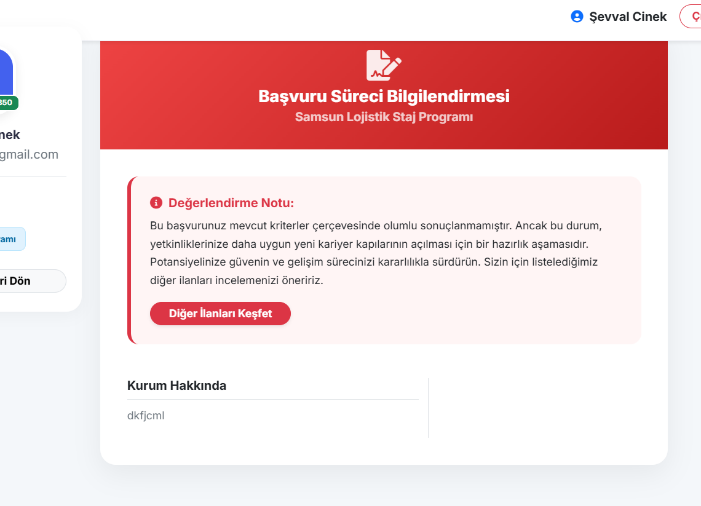 Şevval Cinek
350
nek
gmail.com
amı
ri Dön
Başvuru Süreci Bilgilendirmesi
Samsun Lojistik Staj Programı
Değerlendirme Notu:
Bu başvurunuz mevcut kriterler çerçevesinde olumlu sonuçlanmamıştır. Ancak bu durum,
yetkinliklerinize daha uygun yeni kariyer kapılarının açılması için bir hazırlık aşamasıdır.
Potansiyelinize güvenin ve gelişim sürecinizi kararlılıkla sürdürün. Sizin için listelediğimiz
diğer ilanları incelemenizi öneririz.
Diğer İlanları Keşfet
Kurum Hakkında
dkfjcml